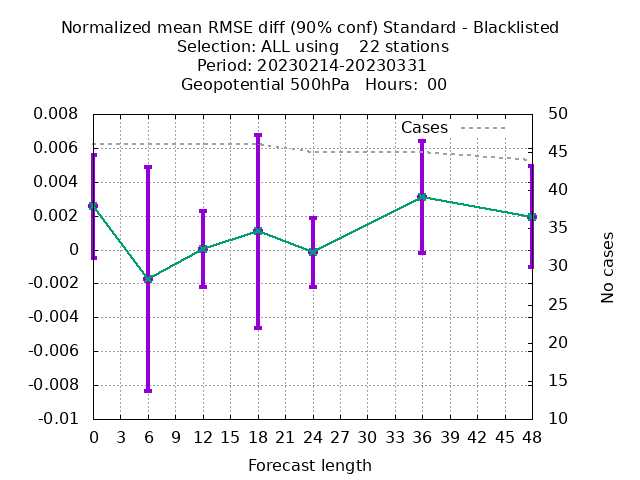 Normalized mean RMSE diff (90% conf) Standard - Blacklisted
Selection: ALL using    22 stations
Period: 20230214-20230331
Geopotential 500hPa   Hours:  00
Cases
0.008
0.006
0.004
0.002
0
-0.002
-0.004
-0.006
-0.008
-0.01
50
45
40
35
30
25
20
15
10
No cases
0 3 6 9 12 15 18 21 24 27 30 33 36 39 42 45 48
Forecast length